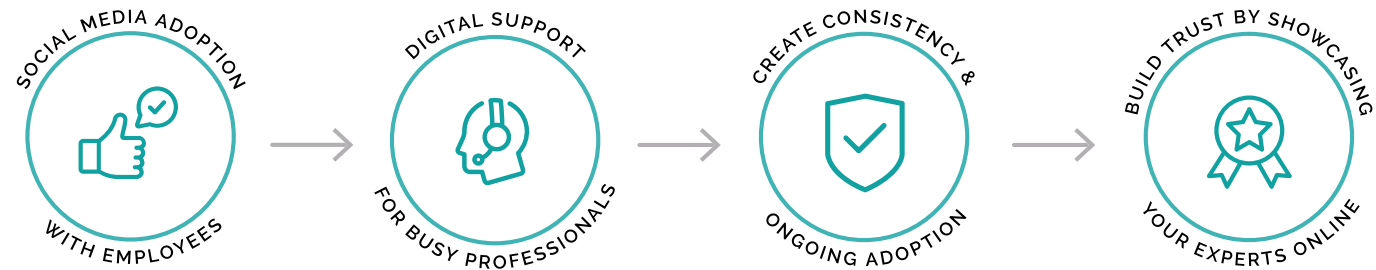 SOCIAL MEDIA ADOPTION
WITH EMPLOYEES
DIGITAL SUPPORT
FOR BUSY PROFESSIONALS
CREATE CONSISTENCY &
ONGOING ADOPTION
BUILD TRUST BY SHOWCASING
YOUR EXPERTS ONLINE